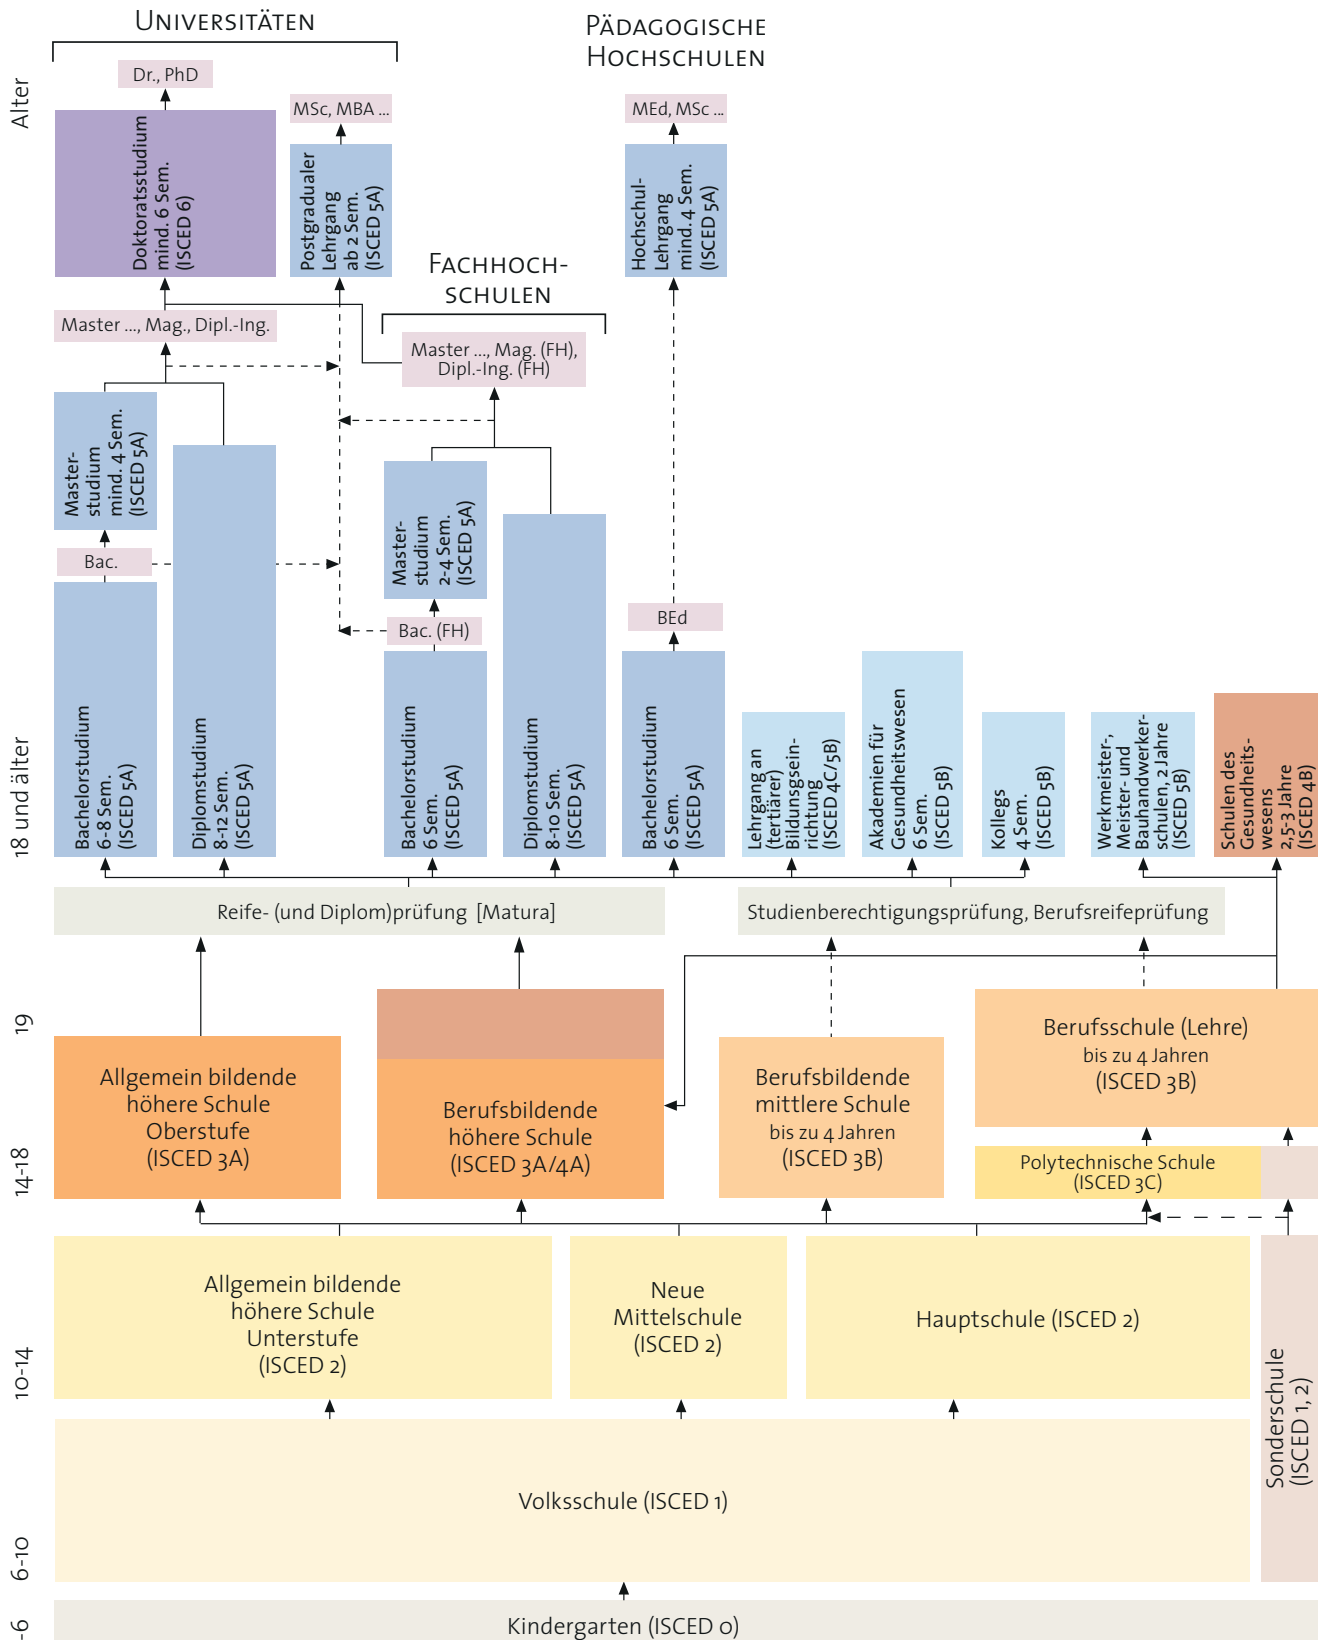 UNIVERSITÄTEN
PÄDAGOGISCHE
HOCHSCHULEN
Alter
Dr., PhD
MSc, MBA ...
MEd, MSc ...
Doktoratsstudium
mind. 6 Sem.
(ISCED 6)
Postgradualer
Lehrgang
ab 2 Sem.
(ISCED 5A)
Hochschul-
Lehrgang
mind. 4 Sem.
(ISCED 5A)
FACHHOCH-
SCHULEN
Master ..., Mag., Dipl.-Ing.
Master ..., Mag. (FH),
Dipl.-Ing. (FH)
Master-
studium
mind. 4 Sem.
(ISCED 5A)
Master-
studium
2-4 Sem.
(ISCED 5A)
Bac.
Bac. (FH)
BEd
18 und älter
Bachelorstudium
6-8 Sem.
(ISCED 5A)
Diplomstudium
8-12 Sem.
(ISCED 5A)
Bachelorstudium
6 Sem.
(ISCED 5A)
Diplomstudium
8-10 Sem.
(ISCED 5A)
Bachelorstudium
6 Sem.
(ISCED 5A)
Lehrgang an
(tertiärer)
Bildungsein-
richtung
(ISCED 4C/5B)
Akademien für
Gesundheitswesen
6 Sem.
(ISCED 5B)
Kollegs
4 Sem.
(ISCED 5B)
Werkmeister-,
Meister- und
Bauhandwerker-
schulen, 2 Jahre
(ISCED 5B)
Schulen des
Gesundheits-
wesens
2,5-3 Jahre
(ISCED 4B)
Reife- (und Diplom)prüfung [Matura]
Studienberechtigungsprüfung, Berufsreifeprüfung
19
14-18
Allgemein bildende
höhere Schule
Oberstufe
(ISCED 3A)
Berufsbildende
höhere Schule
(ISCED 3A/4A)
Berufsbildende
mittlere Schule
bis zu 4 Jahren
(ISCED 3B)
Berufsschule (Lehre)
bis zu 4 Jahren
(ISCED 3B)
Polytechnische Schule
(ISCED 3C)
10-14
Allgemein bildende
höhere Schule
Unterstufe
(ISCED 2)
Neue
Mittelschule
(ISCED 2)
Hauptschule (ISCED 2)
Sonderschule
(ISCED 1, 2)
6-10
Volksschule (ISCED 1)
-6
Kindergarten (ISCED 0)